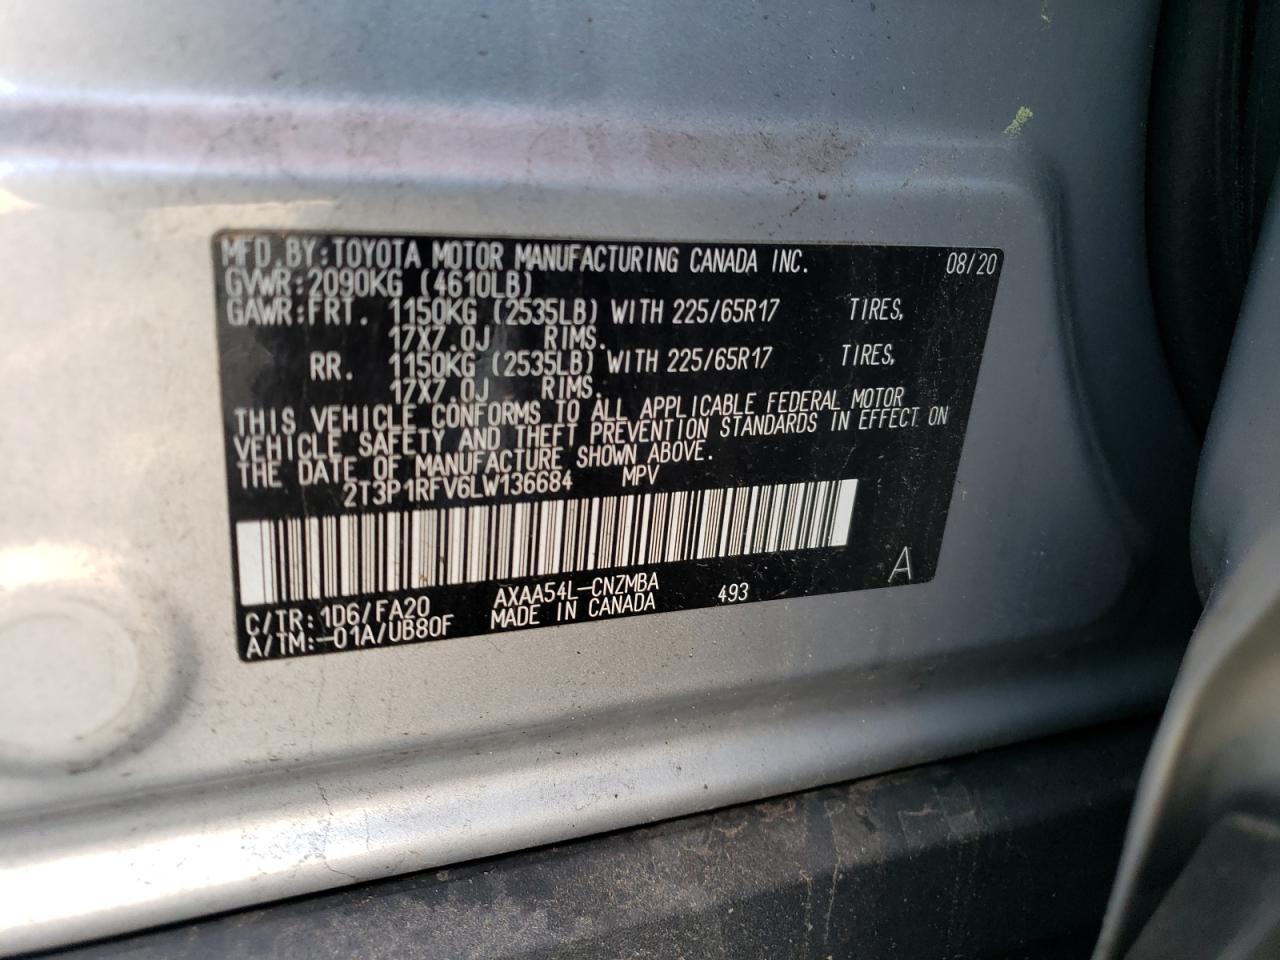 MFD.BY:TOYOTA MOTOR MANUFACTURING CANADA INC. 08/20
GVWR:2090KG (4610LB)
GAWR:FRT. 1150KG (2535LB) WITH 225/65R17 TIRES,
17X7.0J RIMS.
RR. 1150KG (2535LB) WITH 225/65R17 TIRES,
17X7.0J RIMS.
THIS VEHICLE CONFORMS TO ALL APPLICABLE FEDERAL MOTOR
VEHICLE SAFETY AND THEFT PREVENTION STANDARDS IN EFFECT ON
THE DATE OF MANUFACTURE SHOWN ABOVE.
2T3P1RFV6LW136684 MPV
A
C/TR:1D6/FA20 AXAA54L-CNZMBA 493
A/TM:-01A/UB80F MADE IN CANADA